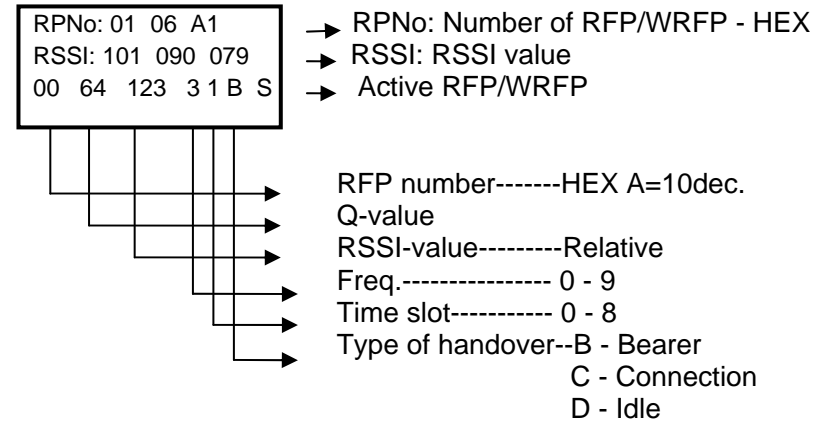 RPNo: 01 06 A1
RPNo: Number of RFP/WRFP - HEX
RSSI: 101 090 079
RSSI: RSSI value
00 64 123 3 1 B S
Active RFP/WRFP
RFP number-------HEX A=10dec.
Q-value
RSSI-value---------Relative
Freq.---------------- 0 - 9
Time slot----------- 0 - 8
Type of handover--B - Bearer
C - Connection
D - Idle